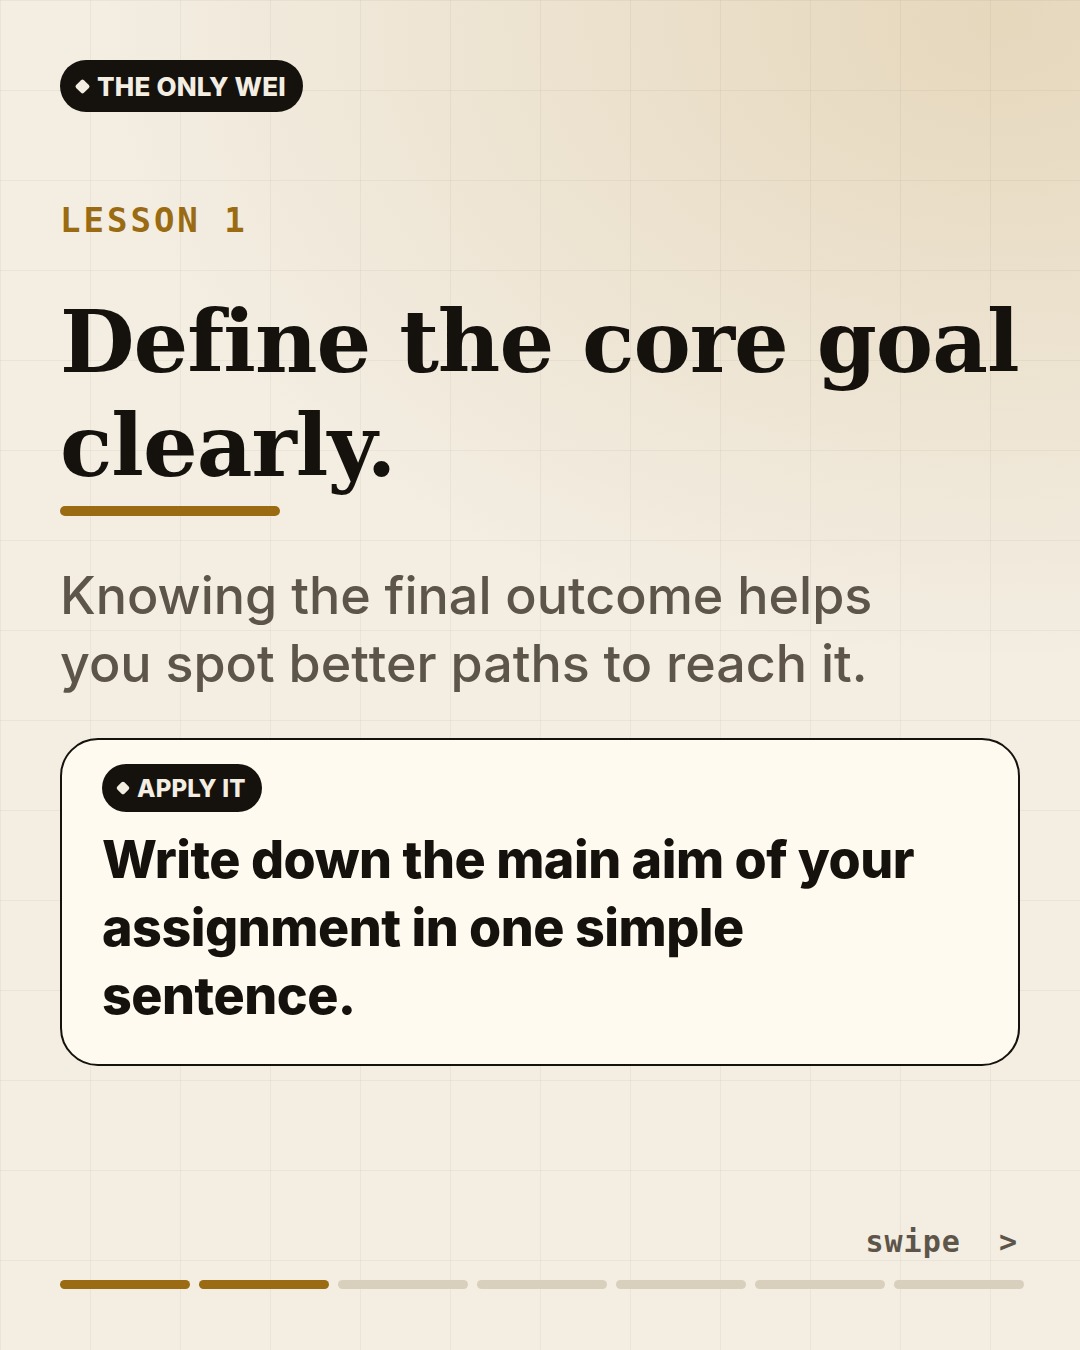 THE ONLY WEI
LESSON 1
Define the core goal
clearly.
Knowing the final outcome helps
you spot better paths to reach it.
APPLY IT
Write down the main aim of your
assignment in one simple
sentence.
swipe >